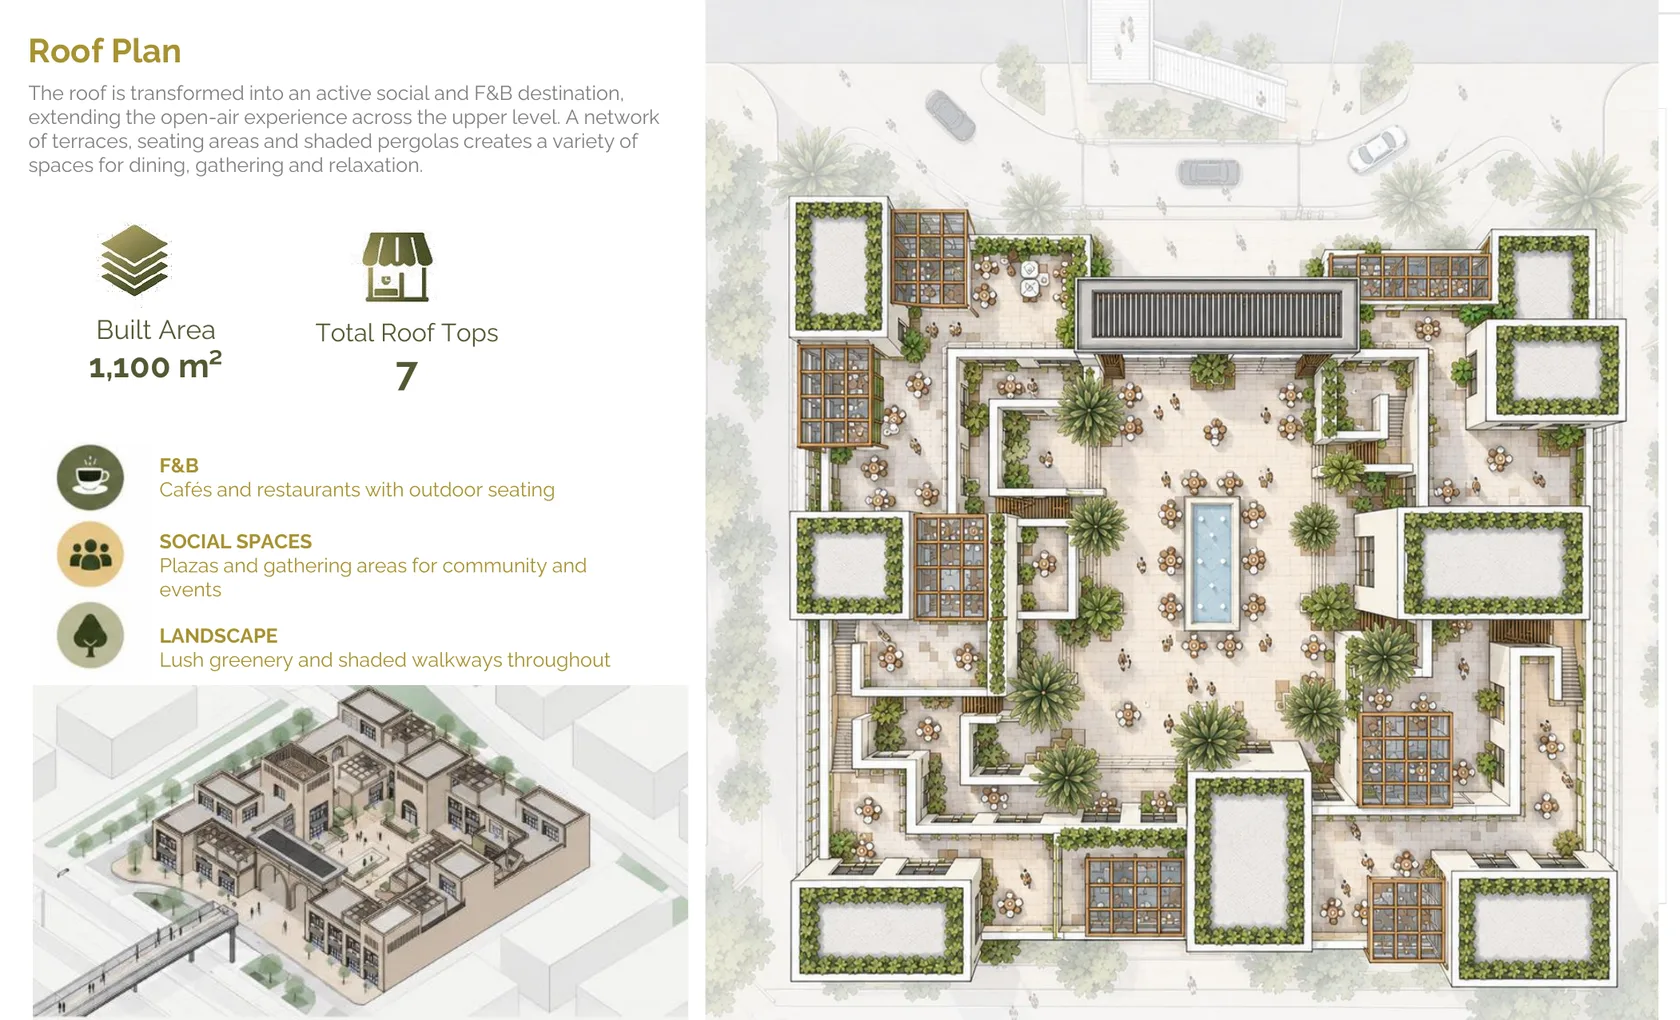 Roof Plan
The roof is transformed into an active social and F&B destination,
extending the open-air experience across the upper level. A network
of terraces, seating areas and shaded pergolas creates a variety of
spaces for dining, gathering and relaxation.
Built Area
1,100 m²
Total Roof Tops
7
F&B
Cafés and restaurants with outdoor seating
SOCIAL SPACES
Plazas and gathering areas for community and
events
LANDSCAPE
Lush greenery and shaded walkways throughout